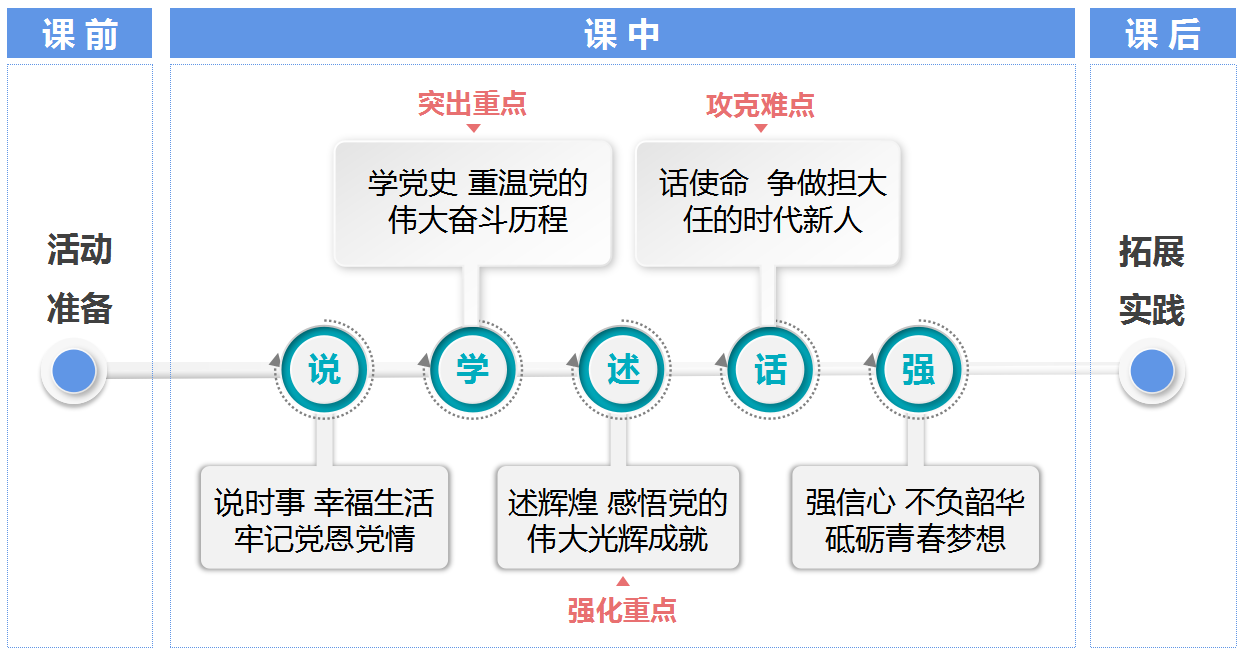 课 前
课 中
课 后
活动
准备
突出重点
学党史 重温党的
伟大奋斗历程
攻克难点
话使命 争做担大
任的时代新人
说
学
述
话
强
说时事 幸福生活
牢记党恩党情
述辉煌 感悟党的
伟大光辉成就
强化重点
强信心 不负韶华
砥砺青春梦想
拓展
实践